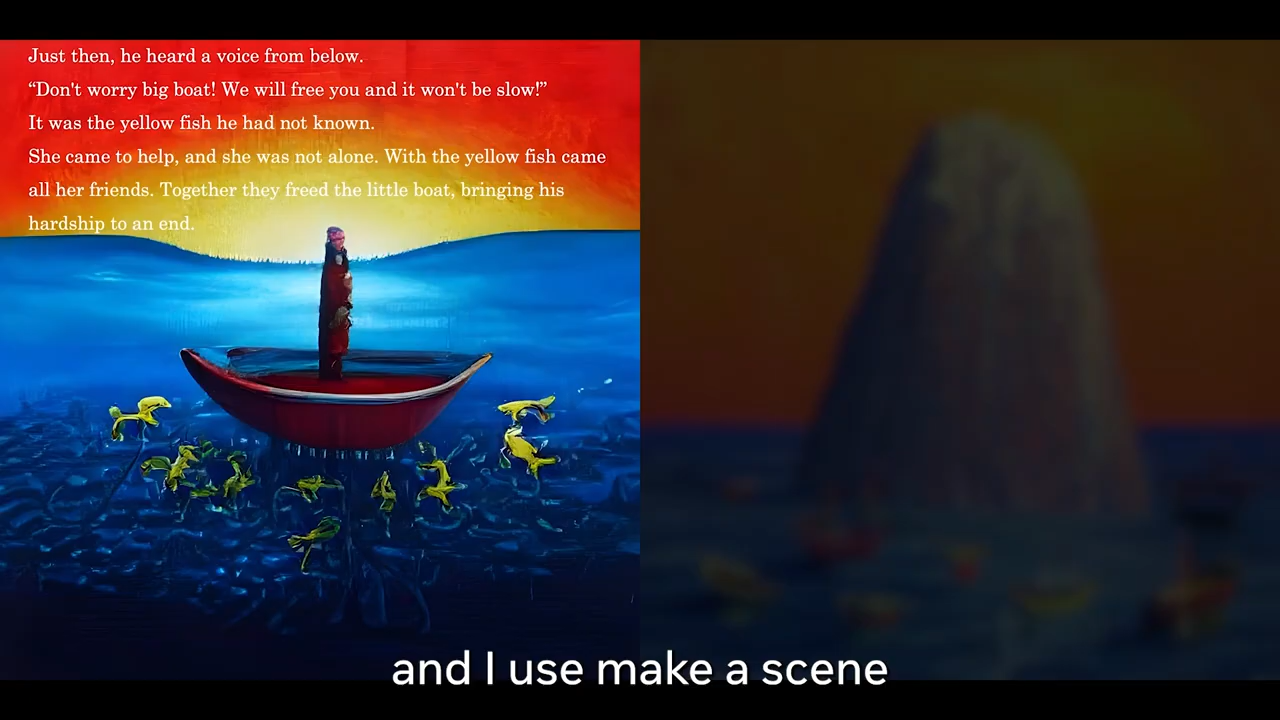 Just then, he heard a voice from below.
“Don't worry big boat! We will free you and it won't be slow!”
It was the yellow fish he had not known.
She came to help, and she was not alone. With the yellow fish came
all her friends. Together they freed the little boat, bringing his
hardship to an end.
and I use make a scene